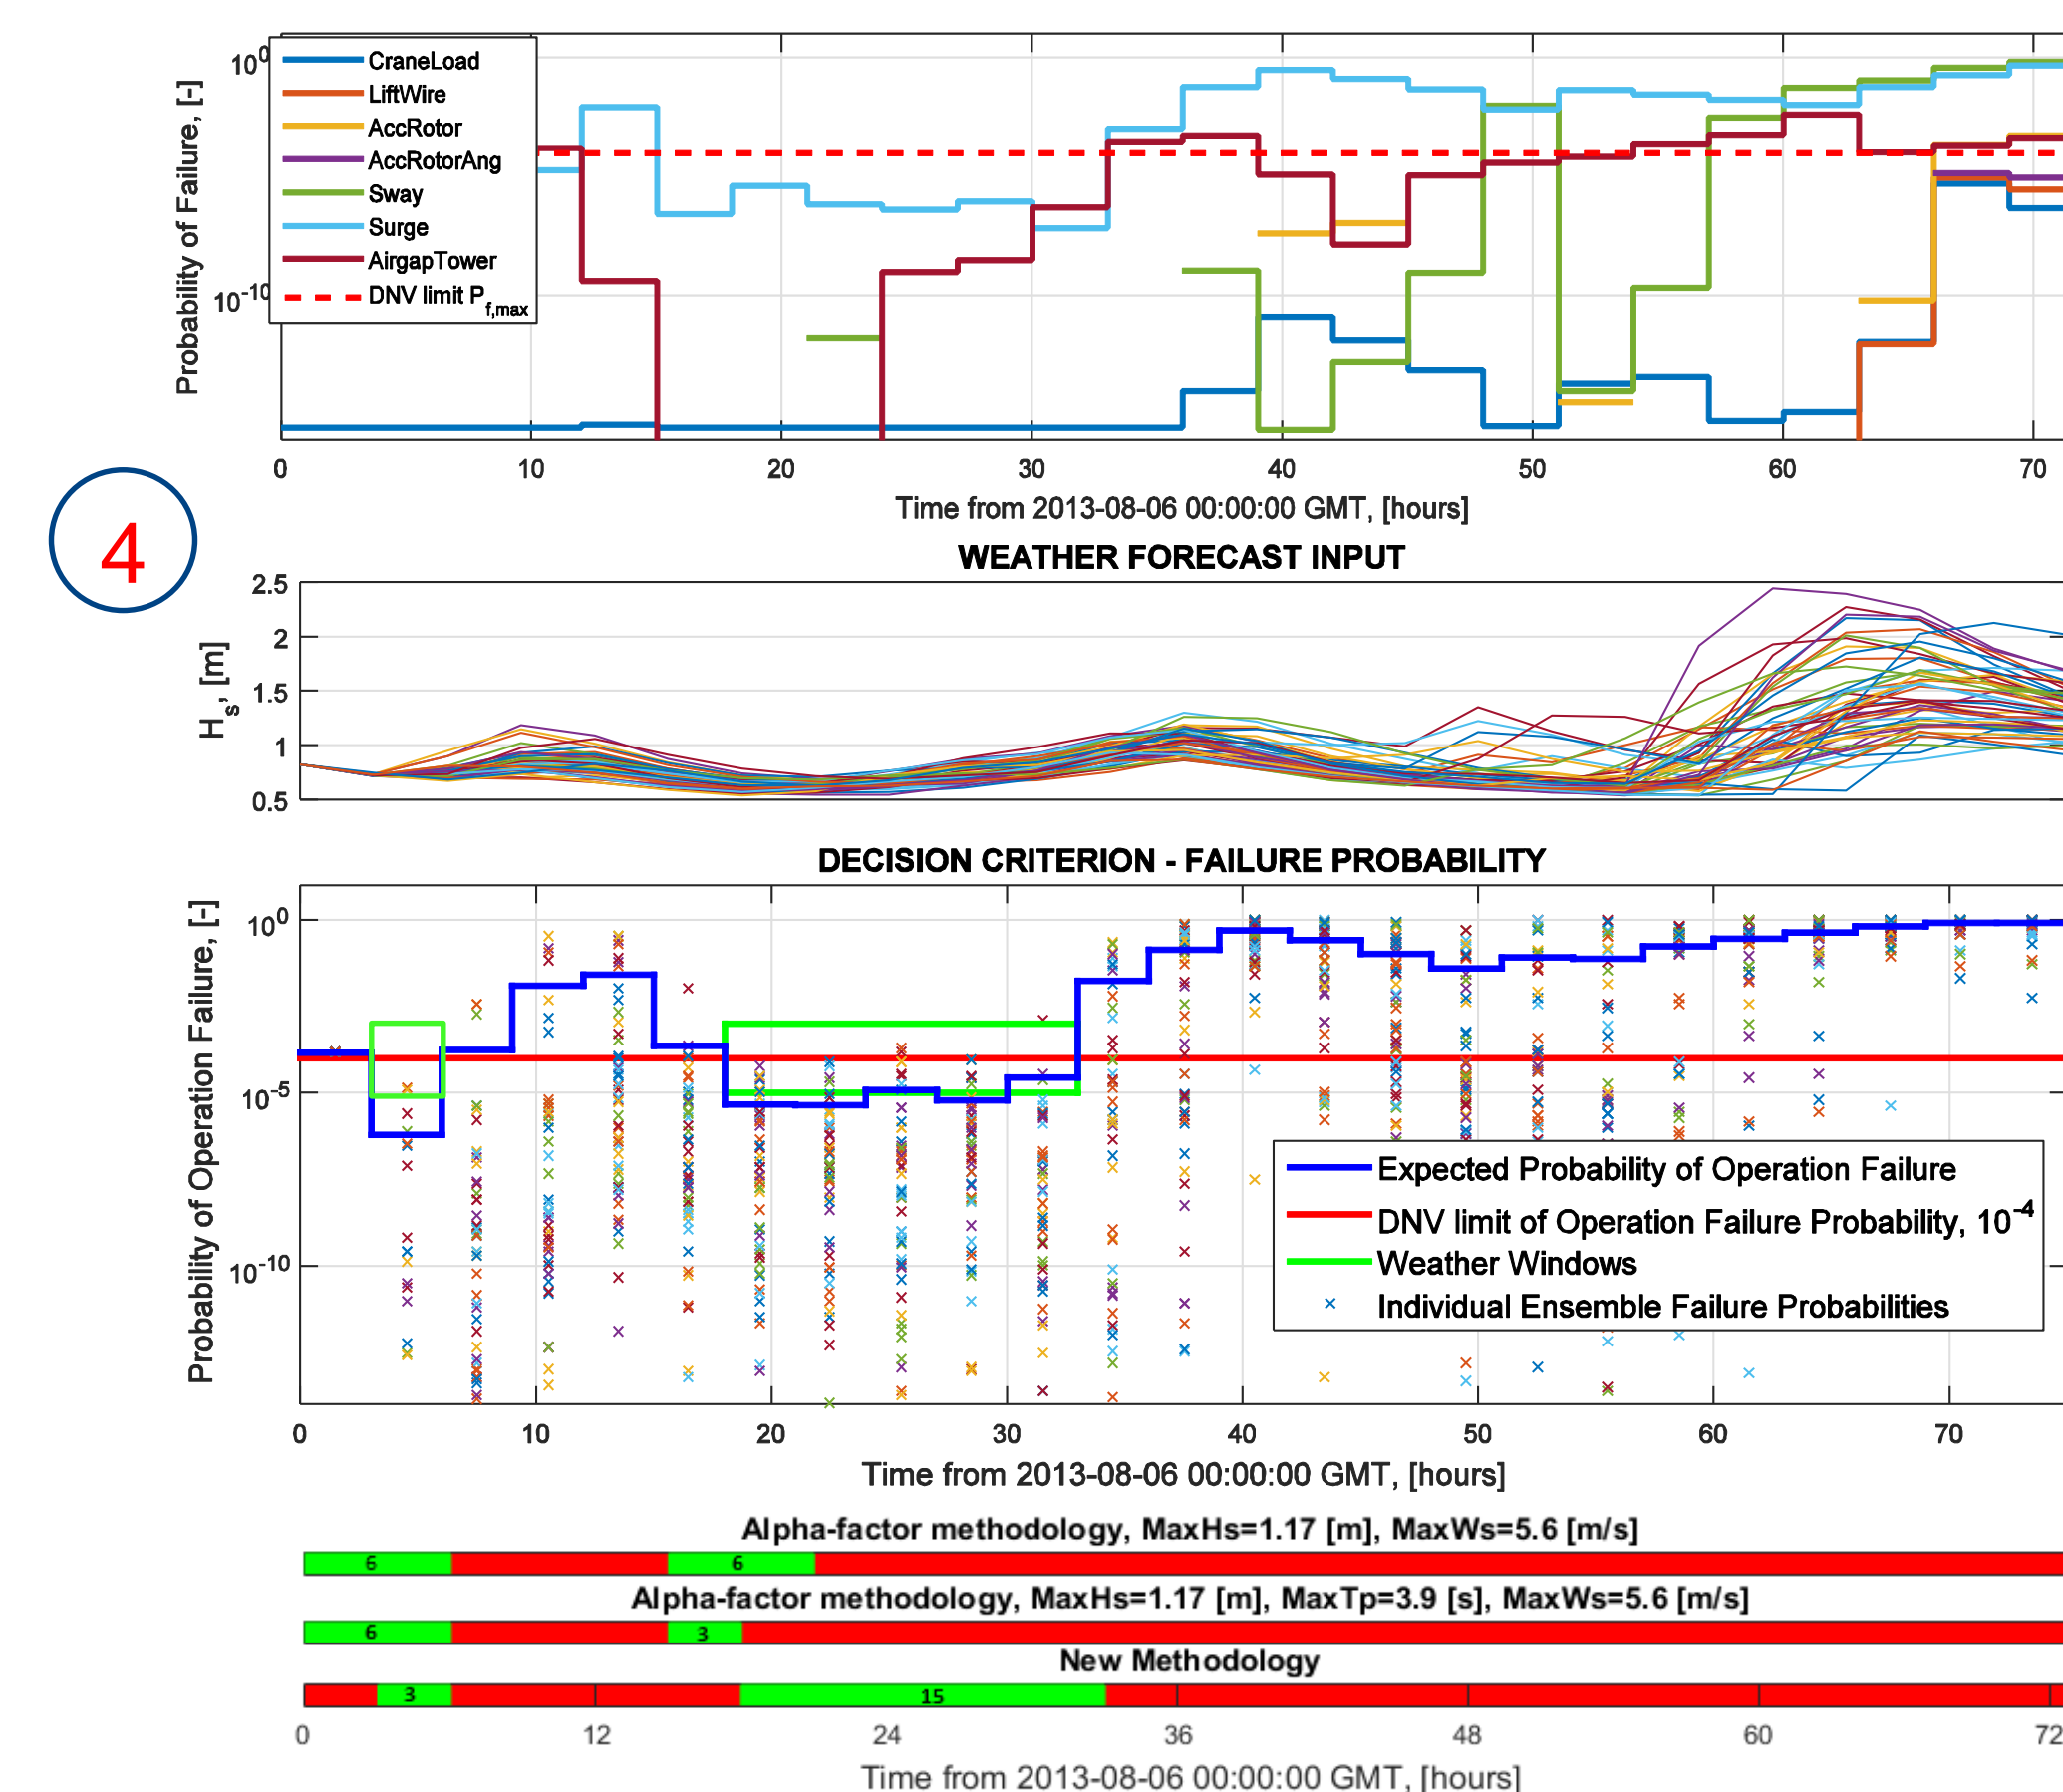 10^0
10^-10
Probability of Failure, [-]
CraneLoad
LiftWire
AccRotor
AccRotorAng
Sway
Surge
AirgapTower
DNV limit P_f,max
0 10 20 30 40 50 60 70
Time from 2013-08-06 00:00:00 GMT, [hours]
4
WEATHER FORECAST INPUT
2.5
2
1.5
1
0.5
H_s, [m]
DECISION CRITERION - FAILURE PROBABILITY
10^0
10^-5
10^-10
Probability of Operation Failure, [-]
Expected Probability of Operation Failure
DNV limit of Operation Failure Probability, 10^-4
Weather Windows
Individual Ensemble Failure Probabilities
0 10 20 30 40 50 60 70
Time from 2013-08-06 00:00:00 GMT, [hours]
Alpha-factor methodology, MaxHs=1.17 [m], MaxWs=5.6 [m/s]
6 6
Alpha-factor methodology, MaxHs=1.17 [m], MaxTp=3.9 [s], MaxWs=5.6 [m/s]
6 3
New Methodology
3 15
0 12 24 36 48 60 72
Time from 2013-08-06 00:00:00 GMT, [hours]